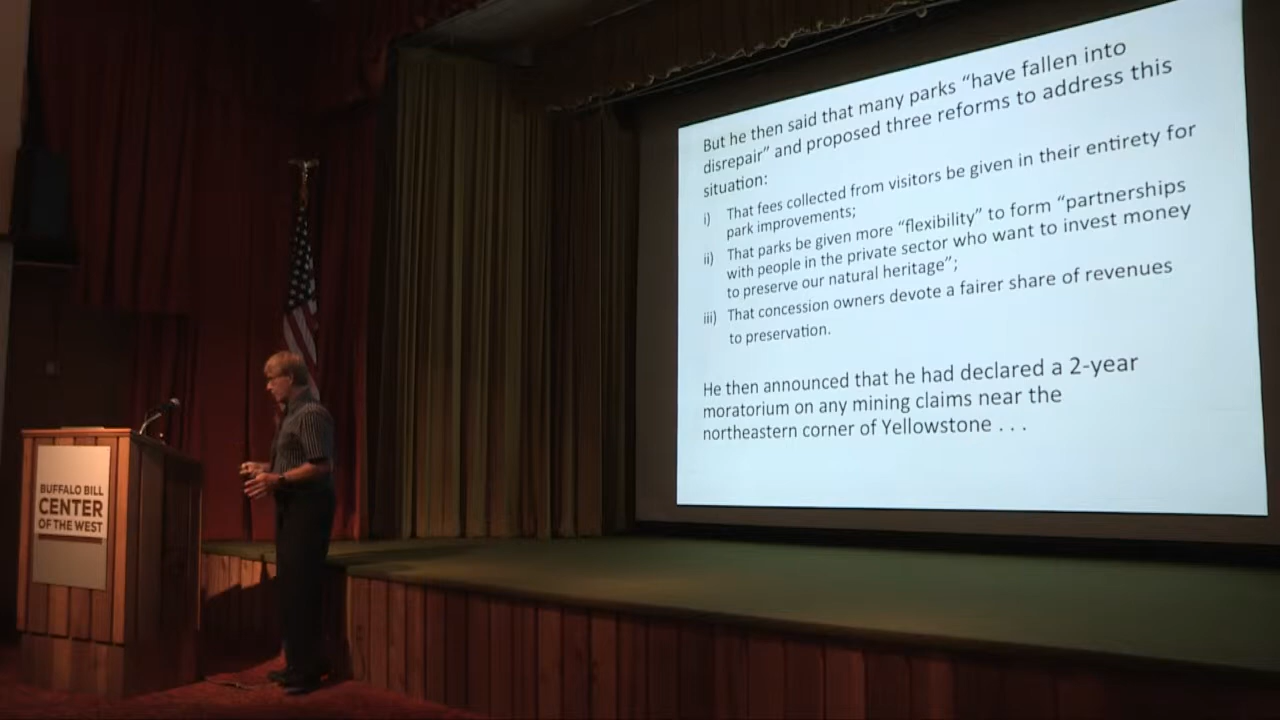 But he then said that many parks “have fallen into
disrepair” and proposed three reforms to address this
situation:
i) That fees collected from visitors be given in their entirety for
park improvements;
ii) That parks be given more “flexibility” to form “partnerships
with people in the private sector who want to invest money
to preserve our natural heritage”;
iii) That concession owners devote a fairer share of revenues
to preservation.
He then announced that he had declared a 2-year
moratorium on any mining claims near the
northeastern corner of Yellowstone . . .
BUFFALO BILL
CENTER
OF THE WEST